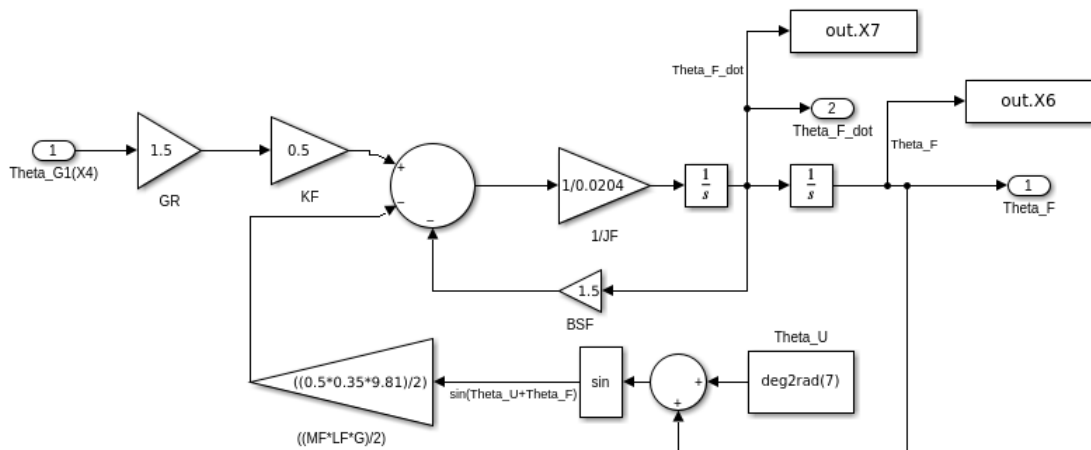 out.X7
Theta_F_dot
out.X6
2
Theta_F_dot
Theta_F
1
Theta_G1(X4)
1.5
GR
0.5
KF
+
−
−
1/0.0204
1/JF
1
s
1
s
1
Theta_F
1.5
BSF
Theta_U
((0.5*0.35*9.81)/2)
sin(Theta_U+Theta_F)
sin
+
+
deg2rad(7)
((MF*LF*G)/2)